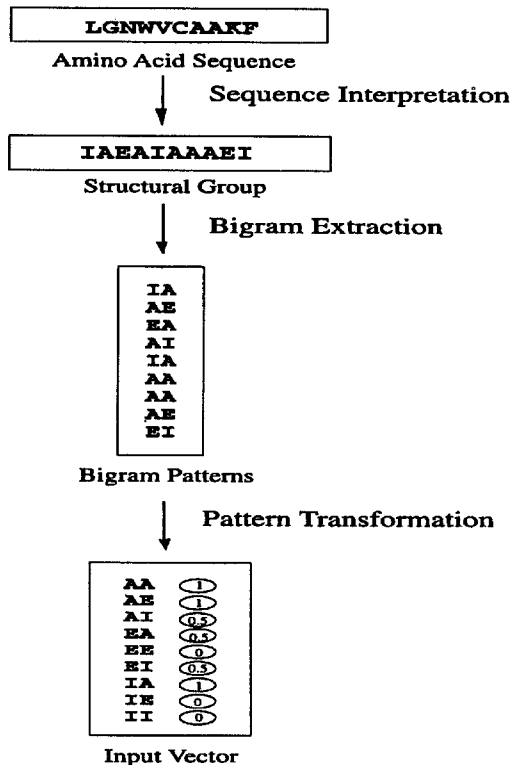 LGNWVCAAKF
Amino Acid Sequence
Sequence Interpretation
IAEAIAAAEI
Structural Group
Bigram Extraction
IA
AE
EA
AI
IA
AA
AA
AE
EI
Bigram Patterns
Pattern Transformation
AA 1
AE 1
AI 0.5
EA 0.5
EE 0
EI 0.5
IA 1
IE 0
II 0
Input Vector